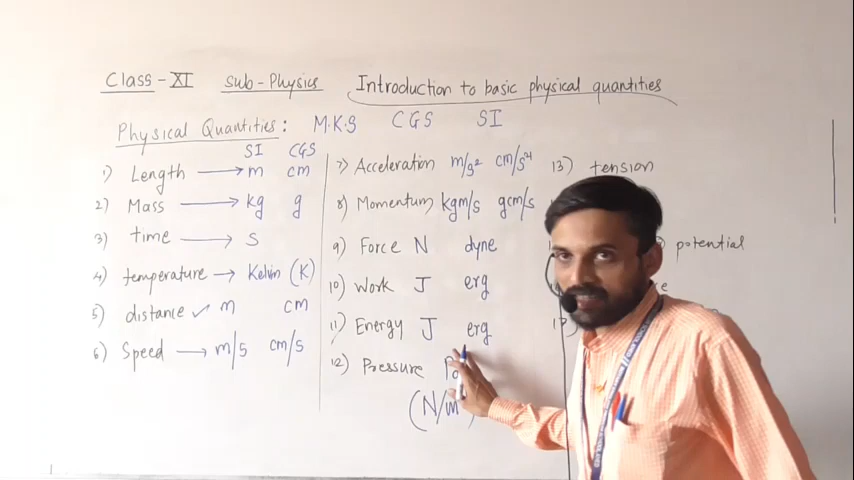 Class-XI Sub-Physics Introduction to basic physical quantities
Physical Quantities: M.K.S CGS SI
SI CGS
1) Length → m cm
2) Mass → kg g
3) time → s
4) temperature → Kelvin (K)
5) distance ✓ m cm
6) Speed → m/s cm/s
7) Acceleration m/s² cm/s²
8) Momentum kgm/s gcm/s
9) Force N dyne
10) Work J erg
11) Energy J erg
12) Pressure
(N/m
13) tension
potential